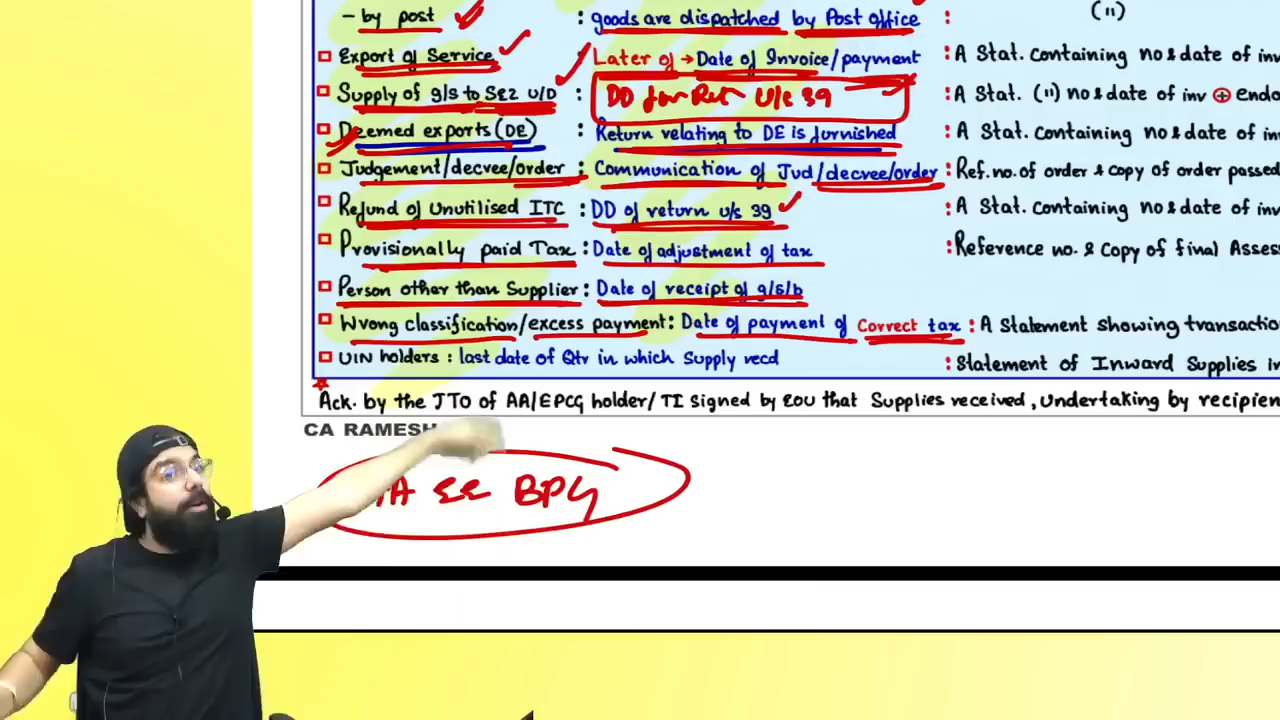 - by post : goods are dispatched by Post office : (")
Export of Service : Later of → Date of Invoice/payment : A Stat. containing no & date of inv
Supply of g/s to SEZ U/D : DD for Ret U/s 39 : A Stat. (") no & date of inv ⊕ endo
Deemed exports (DE) : Return relating to DE is furnished : A Stat. Containing no & date of in
Judgement/decree/order : Communication of Jud/decree/order : Ref. no. of order & copy of order passed
Refund of Unutilised ITC : DD of return u/s 39 : A Stat. Containing no & date of inv
Provisionally paid Tax : Date of adjustment of tax : Reference no. & Copy of final Assess
Person other than Supplier : Date of receipt of g/s/b
Wrong classification/excess payment : Date of payment of Correct tax : A Statement showing transactio
UIN holders : last date of Qtr in which Supply recd : Statement of Inward Supplies in
Ack. by the JTO of AA/EPCG holder/ TI signed by EOU that Supplies received, undertaking by recipien
CA RAMESH
BPG